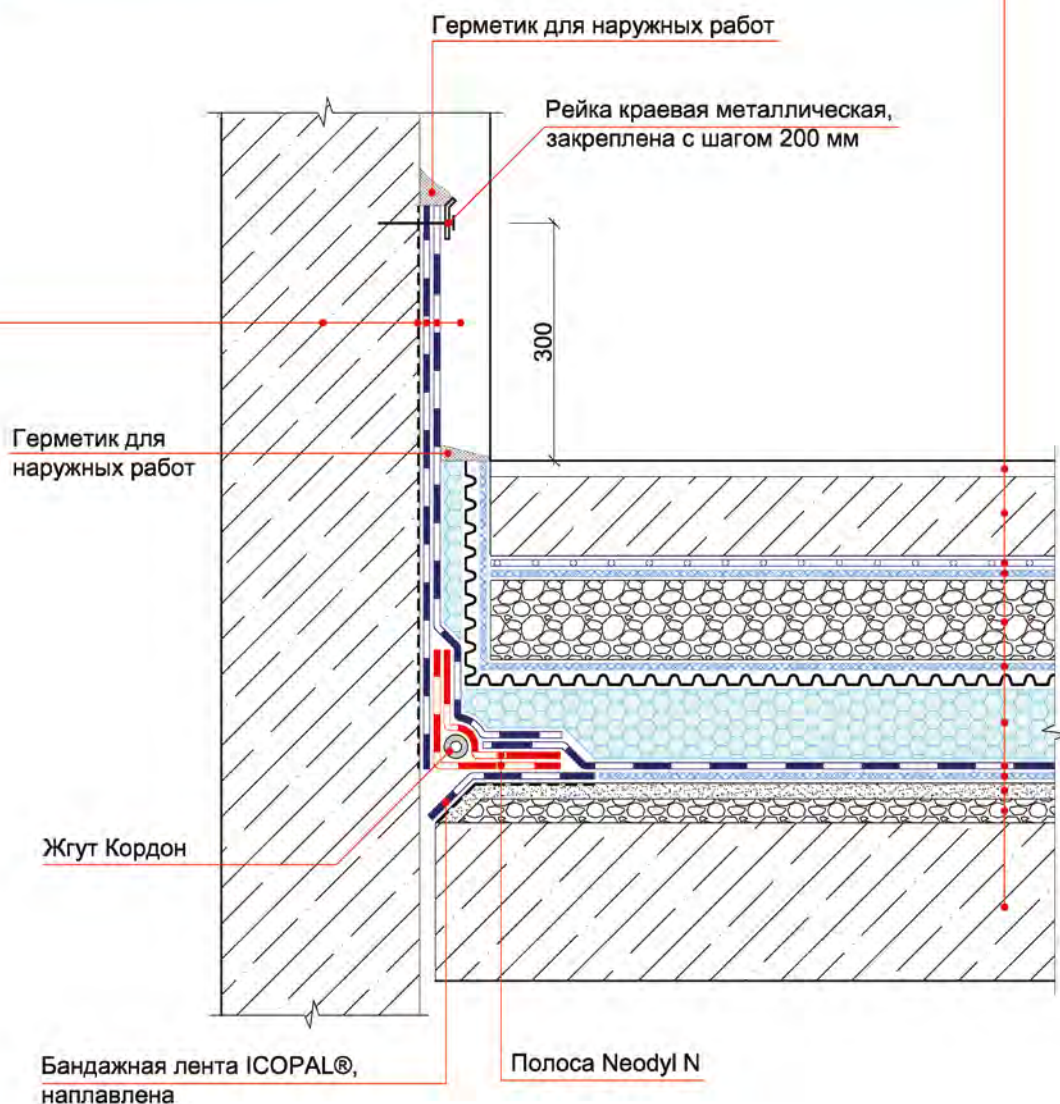 Герметик для наружных работ
Рейка краевая металлическая,
закреплена с шагом 200 мм
300
Герметик для
наружных работ
Жгут Кордон
Бандажная лента ICOPAL®,
наплавлена
Полоса Neodyl N